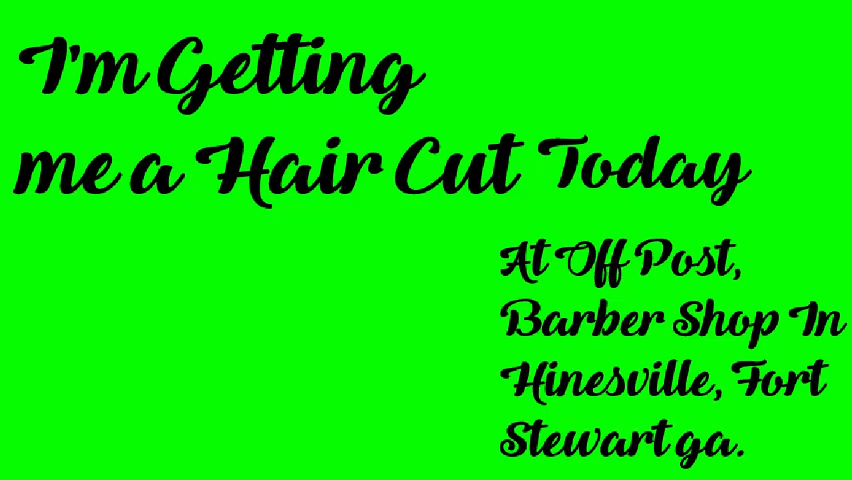 I'm Getting
me a Hair Cut Today
At Off Post,
Barber Shop In
Hinesville, Fort
Stewart ga.